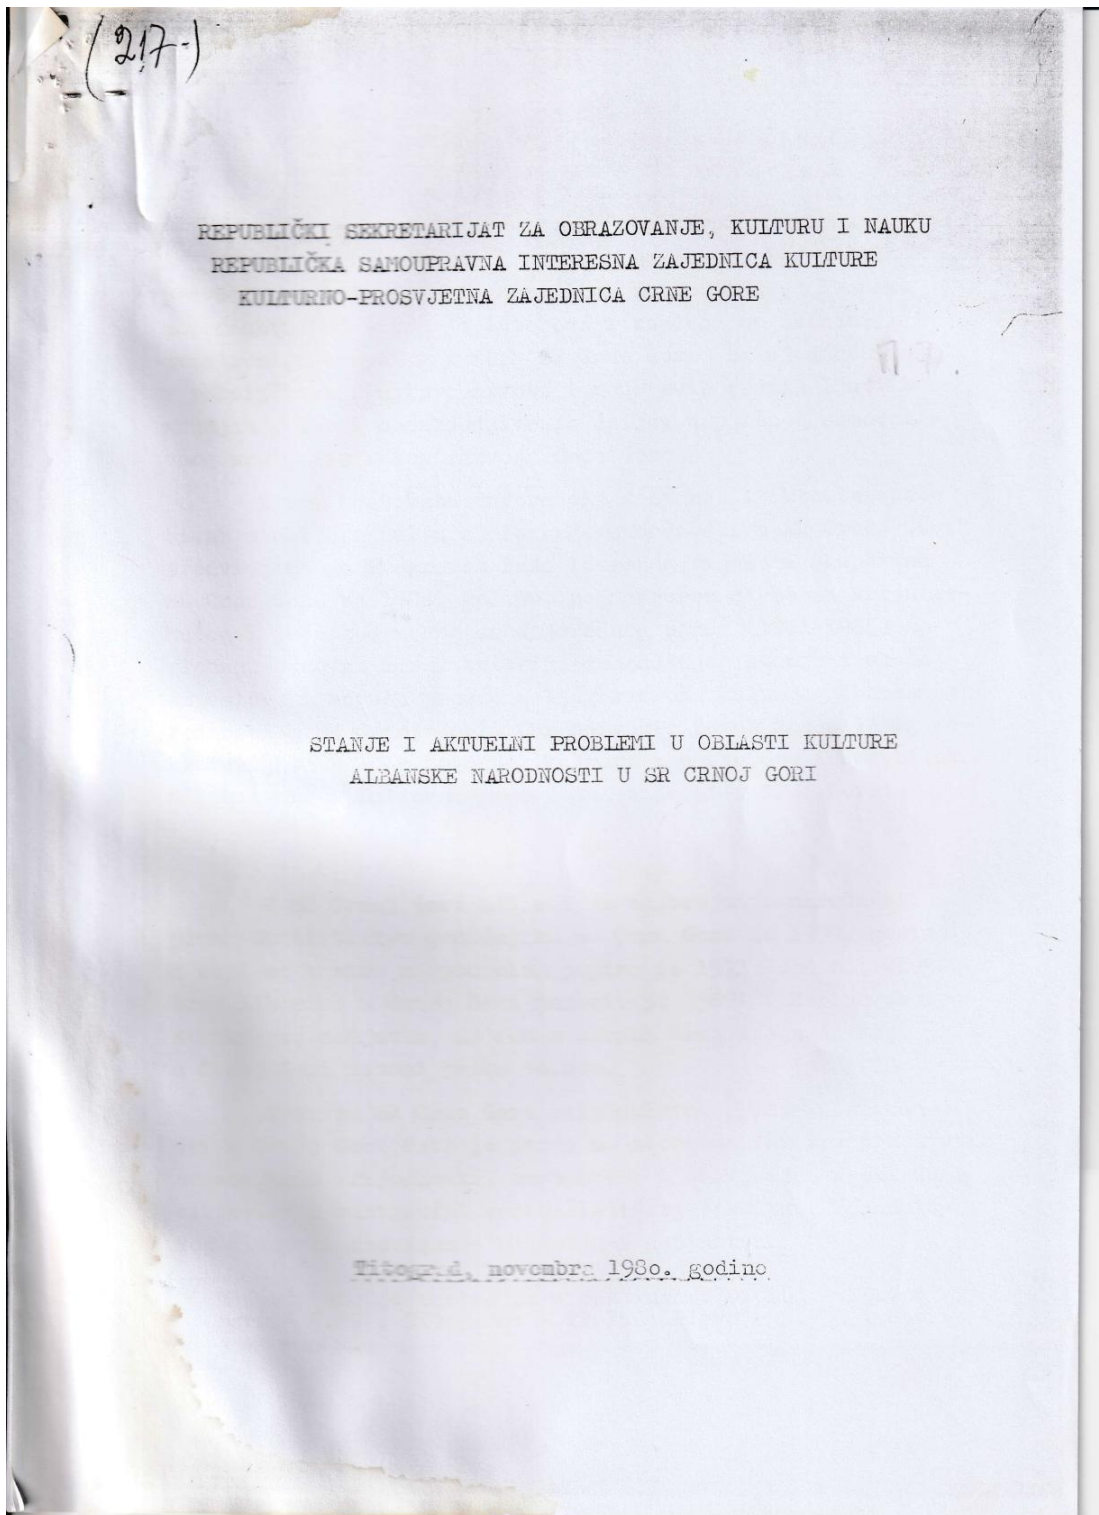 (217-)
REPUBLIČKI SEKRETARIJAT ZA OBRAZOVANJE, KULTURU I NAUKU
REPUBLIČKA SAMOUPRAVNA INTERESNA ZAJEDNICA KULTURE
KULTURNO-PROSVJETNA ZAJEDNICA CRNE GORE
STANJE I AKTUELNI PROBLEMI U OBLASTI KULTURE
ALBANSKE NARODNOSTI U SR CRNOJ GORI
Titograd, novembra 198o. godine